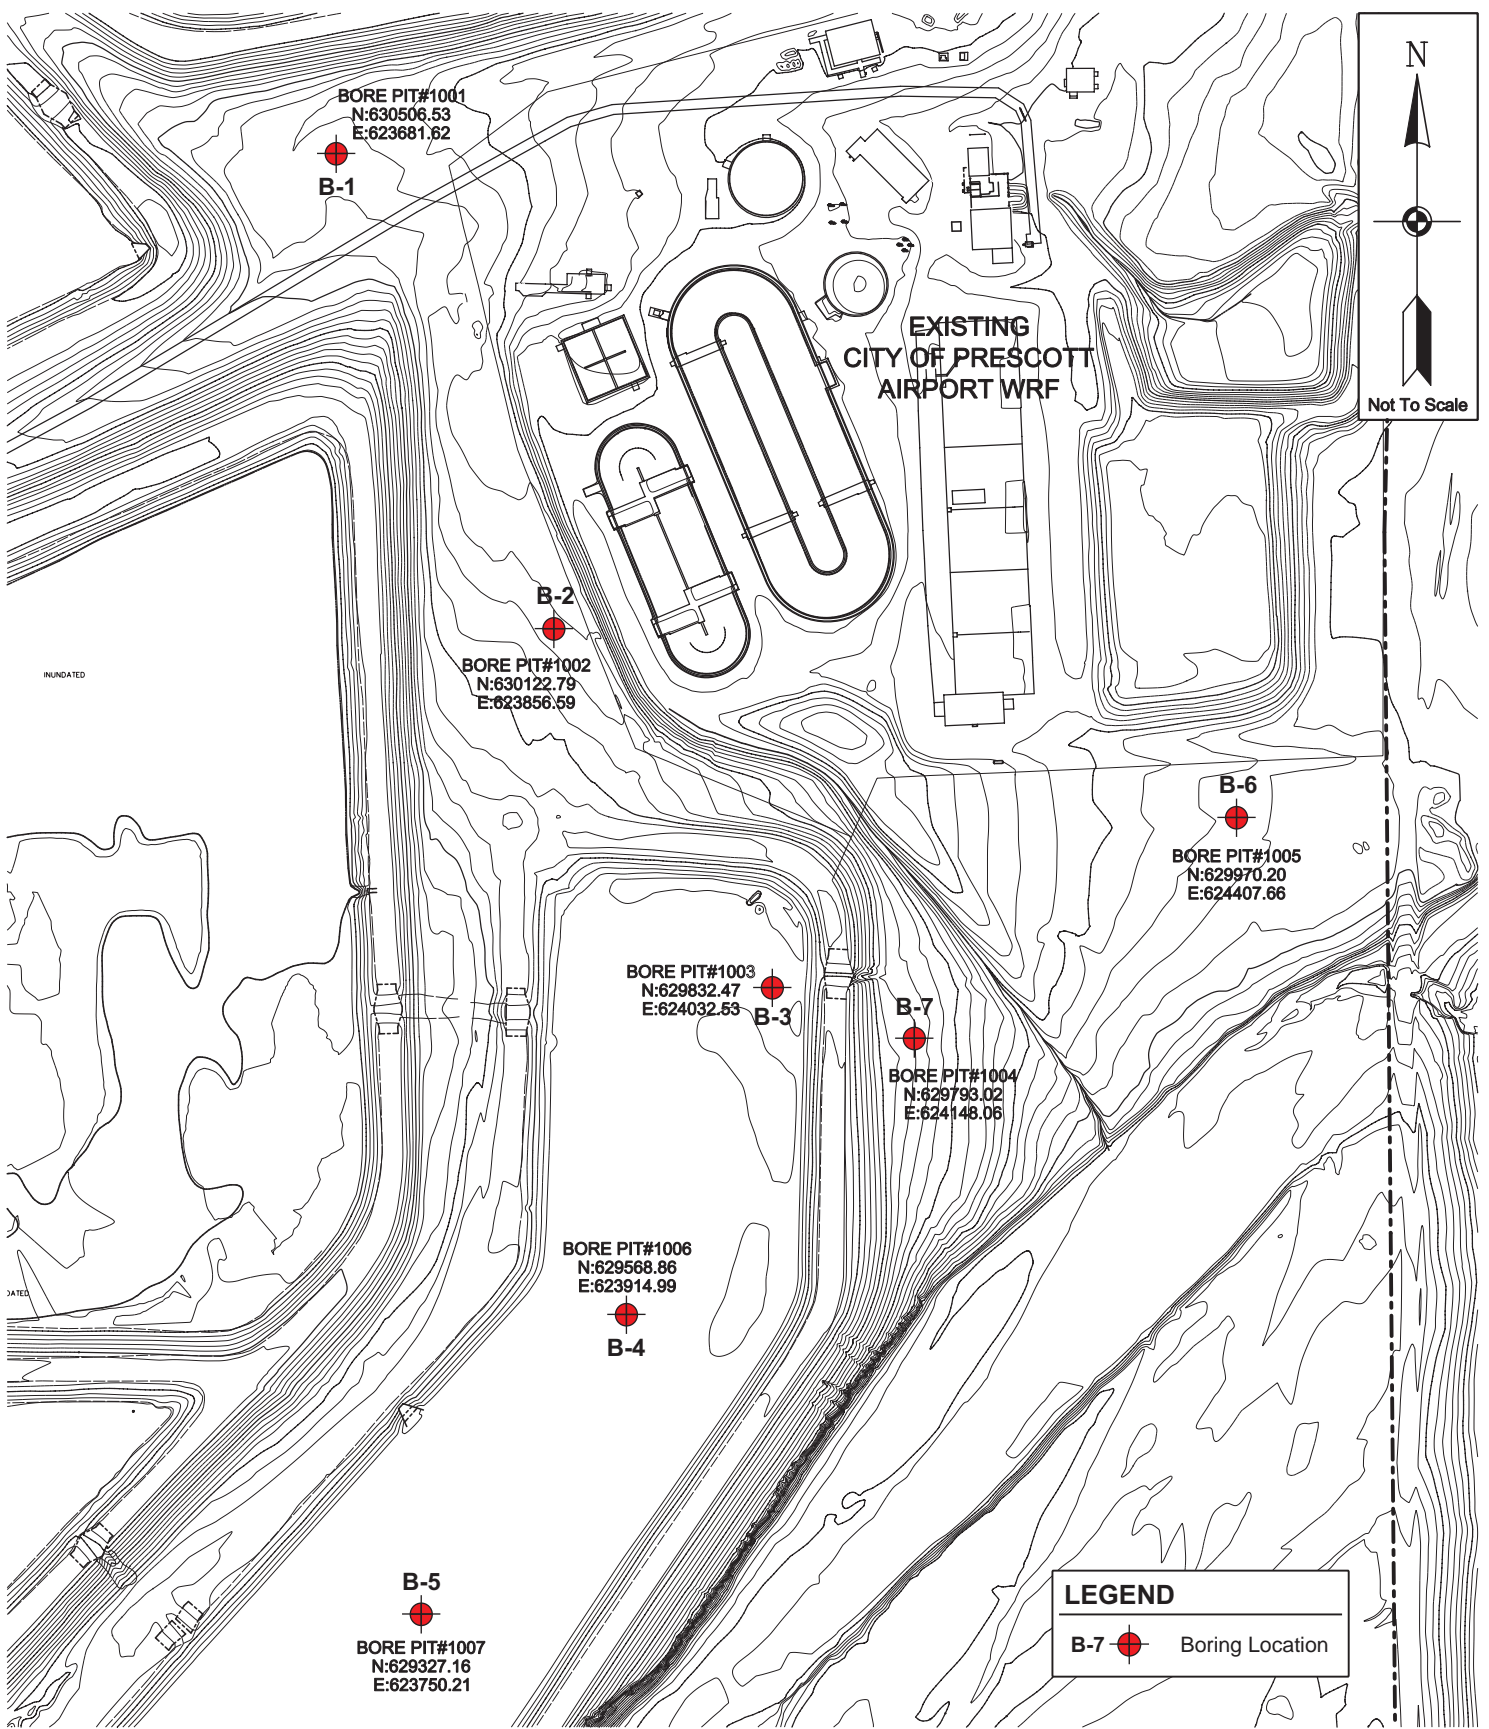 BORE PIT#1001
N:630506.53
E:623681.62
B-1
N
Not To Scale
EXISTING
CITY OF PRESCOTT
AIRPORT WRF
B-2
BORE PIT#1002
N:630122.79
E:623856.59
INUNDATED
B-6
BORE PIT#1005
N:629970.20
E:624407.66
BORE PIT#1003
N:629832.47
E:624032.53
B-3
B-7
BORE PIT#1004
N:629793.02
E:624148.06
BORE PIT#1006
N:629568.86
E:623914.99
B-4
DATED
B-5
BORE PIT#1007
N:629327.16
E:623750.21
LEGEND
B-7 Boring Location